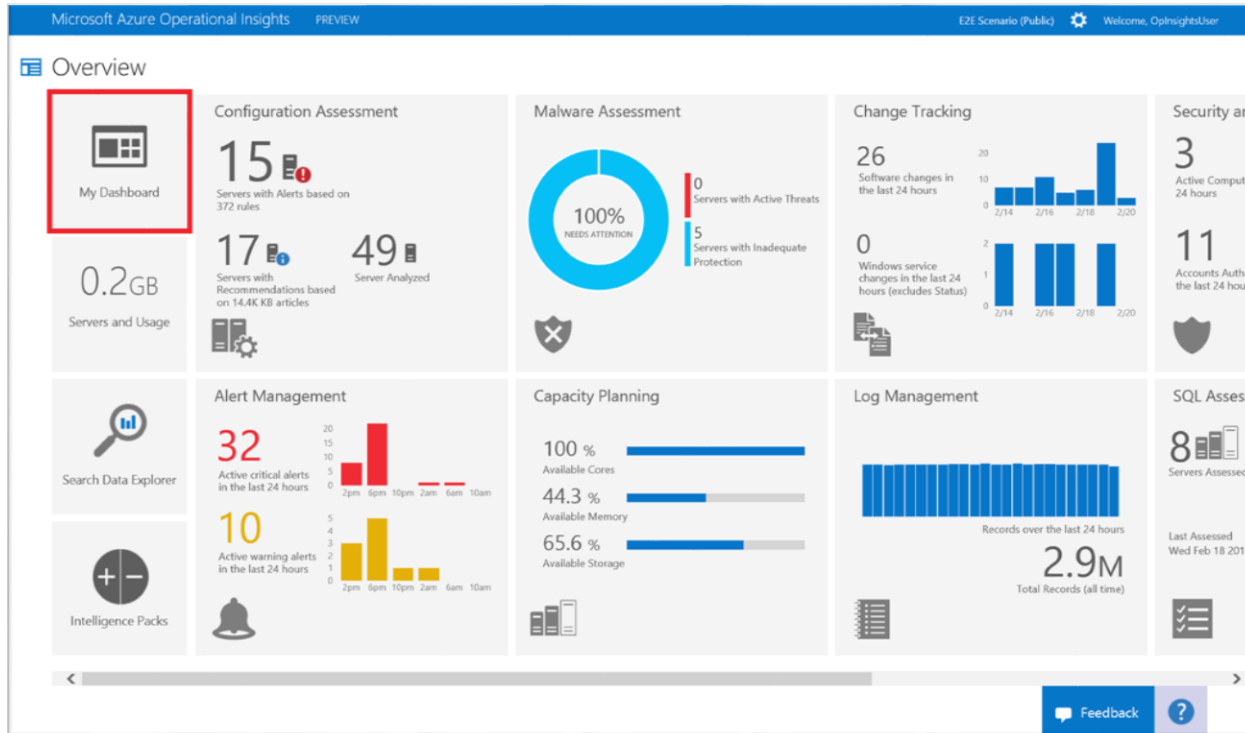 Microsoft Azure Operational Insights PREVIEW
E2E Scenario (Public) Welcome, OpInsightsUser
Overview
My Dashboard
0.2GB
Servers and Usage
Search Data Explorer
Intelligence Packs
Configuration Assessment
15
Servers with Alerts based on
372 rules
17
Servers with
Recommendations based
on 14.4K KB articles
49
Server Analyzed
Malware Assessment
100%
NEEDS ATTENTION
0
Servers with Active Threats
5
Servers with Inadequate
Protection
Change Tracking
26
Software changes in
the last 24 hours
20
10
0
2/14 2/16 2/18 2/20
0
Windows service
changes in the last 24
hours (excludes Status)
2
1
0
2/14 2/16 2/18 2/20
Security an
3
Active Comput
24 hours
11
Accounts Auth
the last 24 hou
Alert Management
32
Active critical alerts
in the last 24 hours
20
15
10
5
0
2pm 6pm 10pm 2am 6am 10am
10
Active warning alerts
in the last 24 hours
5
4
3
2
1
0
2pm 6pm 10pm 2am 6am 10am
Capacity Planning
100 %
Available Cores
44.3 %
Available Memory
65.6 %
Available Storage
Log Management
Records over the last 24 hours
2.9M
Total Records (all time)
SQL Asses
8
Servers Assessed
Last Assessed
Wed Feb 18 201
Feedback
?